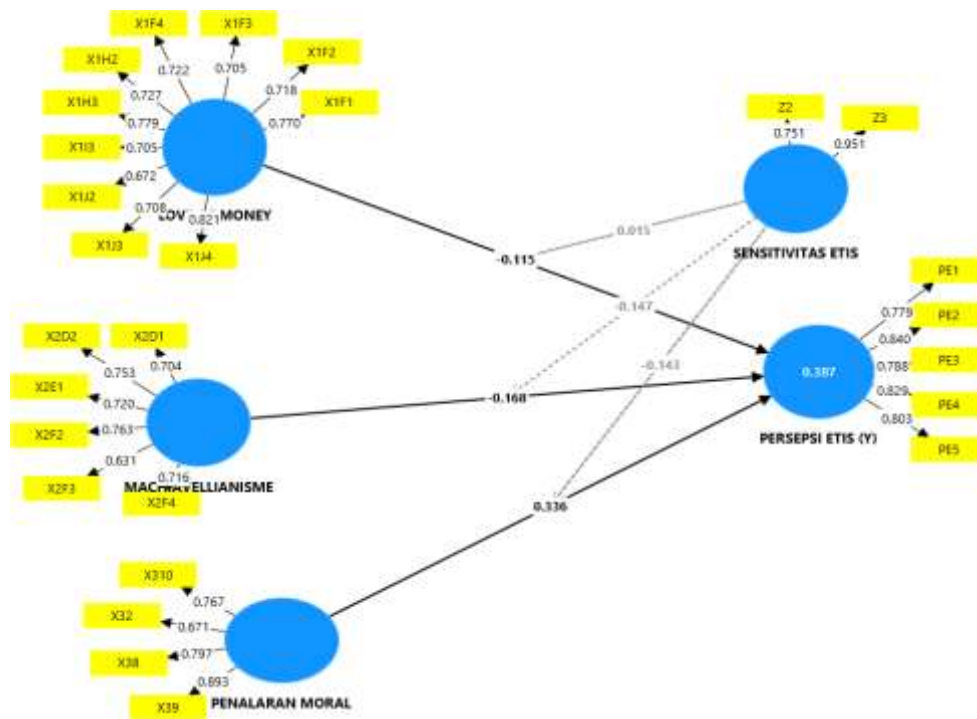 X1F4
X1F3
X1H2
X1F2
X1H3
X1F1
X1I3
X1J2
X1J3
X1J4
0.722
0.705
0.727
0.718
0.779
0.770
0.705
0.672
0.708
0.821
MONEY
Z2
Z3
0.751
0.951
SENSITIVITAS ETIS
0.015
-0.115
-0.147
-0.143
-0.168
0.336
PE1
PE2
PE3
PE4
PE5
0.779
0.840
0.788
0.829
0.803
0.387
PERSEPSI ETIS (Y)
X2D2
X2D1
X2E1
X2F2
X2F3
X2F4
0.753
0.704
0.720
0.763
0.631
0.716
MACHIAVELLIANISME
X310
X32
X38
X39
0.767
0.671
0.797
0.893
PENALARAN MORAL